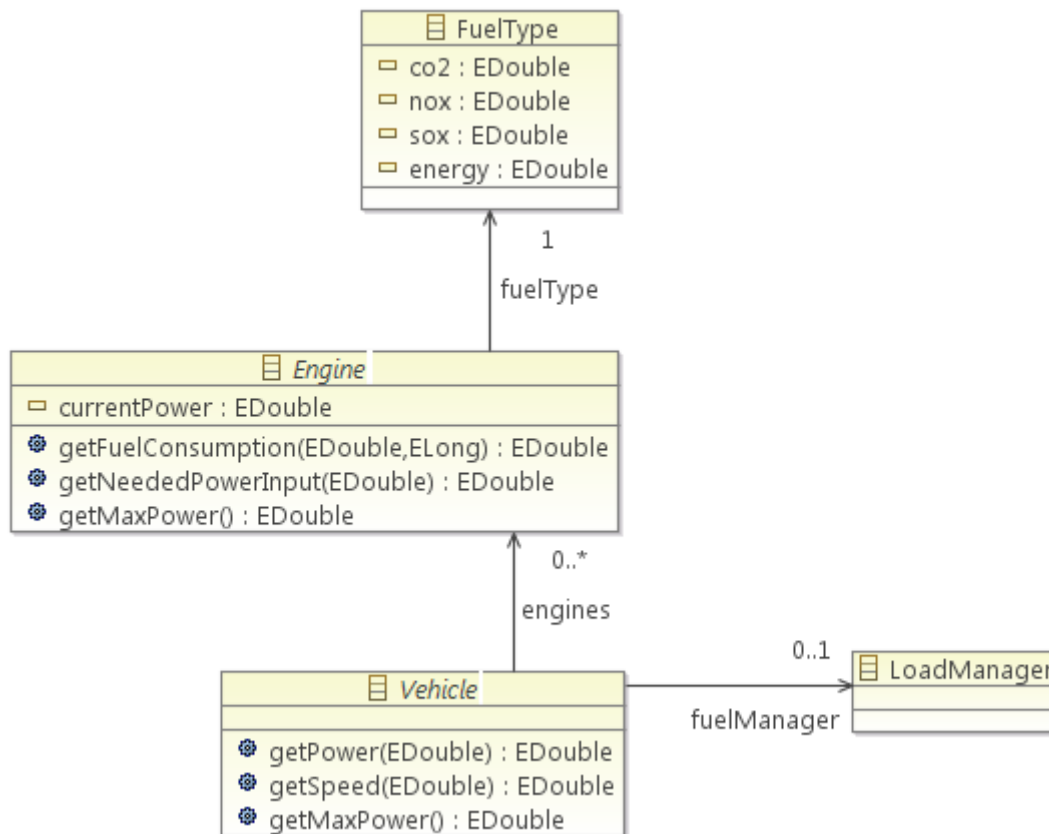 FuelType
co2 : EDouble
nox : EDouble
sox : EDouble
energy : EDouble
1
fuelType
Engine
currentPower : EDouble
getFuelConsumption(EDouble,ELong) : EDouble
getNeededPowerInput(EDouble) : EDouble
getMaxPower() : EDouble
0..*
engines
0..1
LoadManager
Vehicle
fuelManager
getPower(EDouble) : EDouble
getSpeed(EDouble) : EDouble
getMaxPower() : EDouble